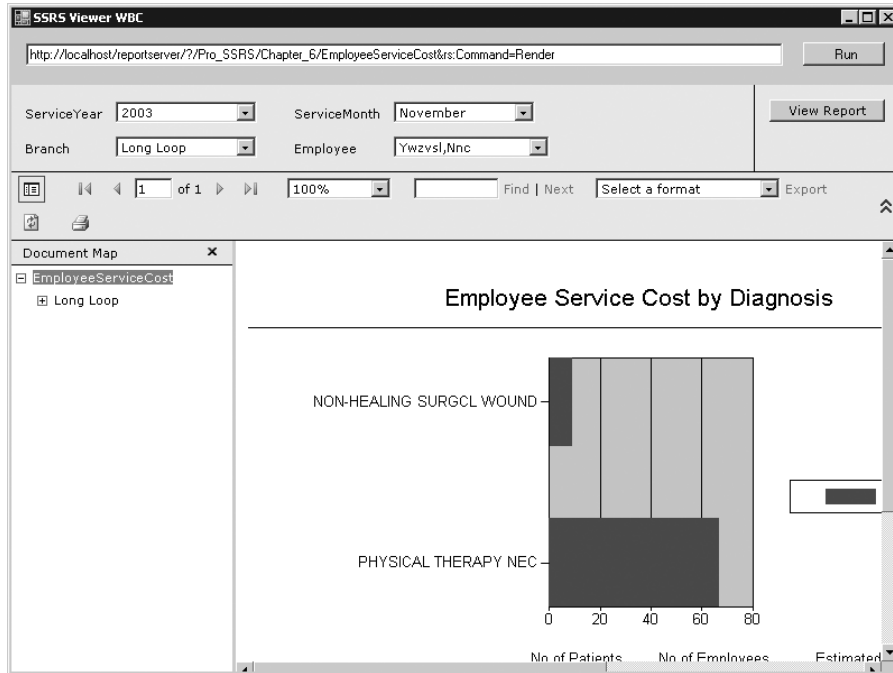 SSRS Viewer WBC
http://localhost/reportserver/?/Pro_SSRS/Chapter_6/EmployeeServiceCost&rs:Command=Render Run
ServiceYear 2003 ServiceMonth November View Report
Branch Long Loop Employee Ywzvsl,Nnc
1 of 1 100% Find | Next Select a format Export
Document Map
EmployeeServiceCost
Long Loop
Employee Service Cost by Diagnosis
NON-HEALING SURGCL WOUND
PHYSICAL THERAPY NEC
0 20 40 60 80
No of Patients No of Employees Estimated